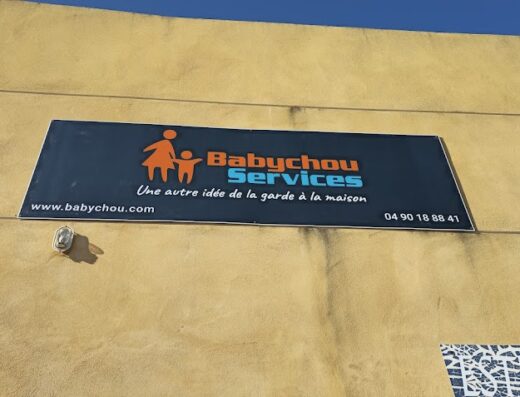 Babychou
Services
Une autre idée de la garde à la maison
www.babychou.com
04 90 18 88 41